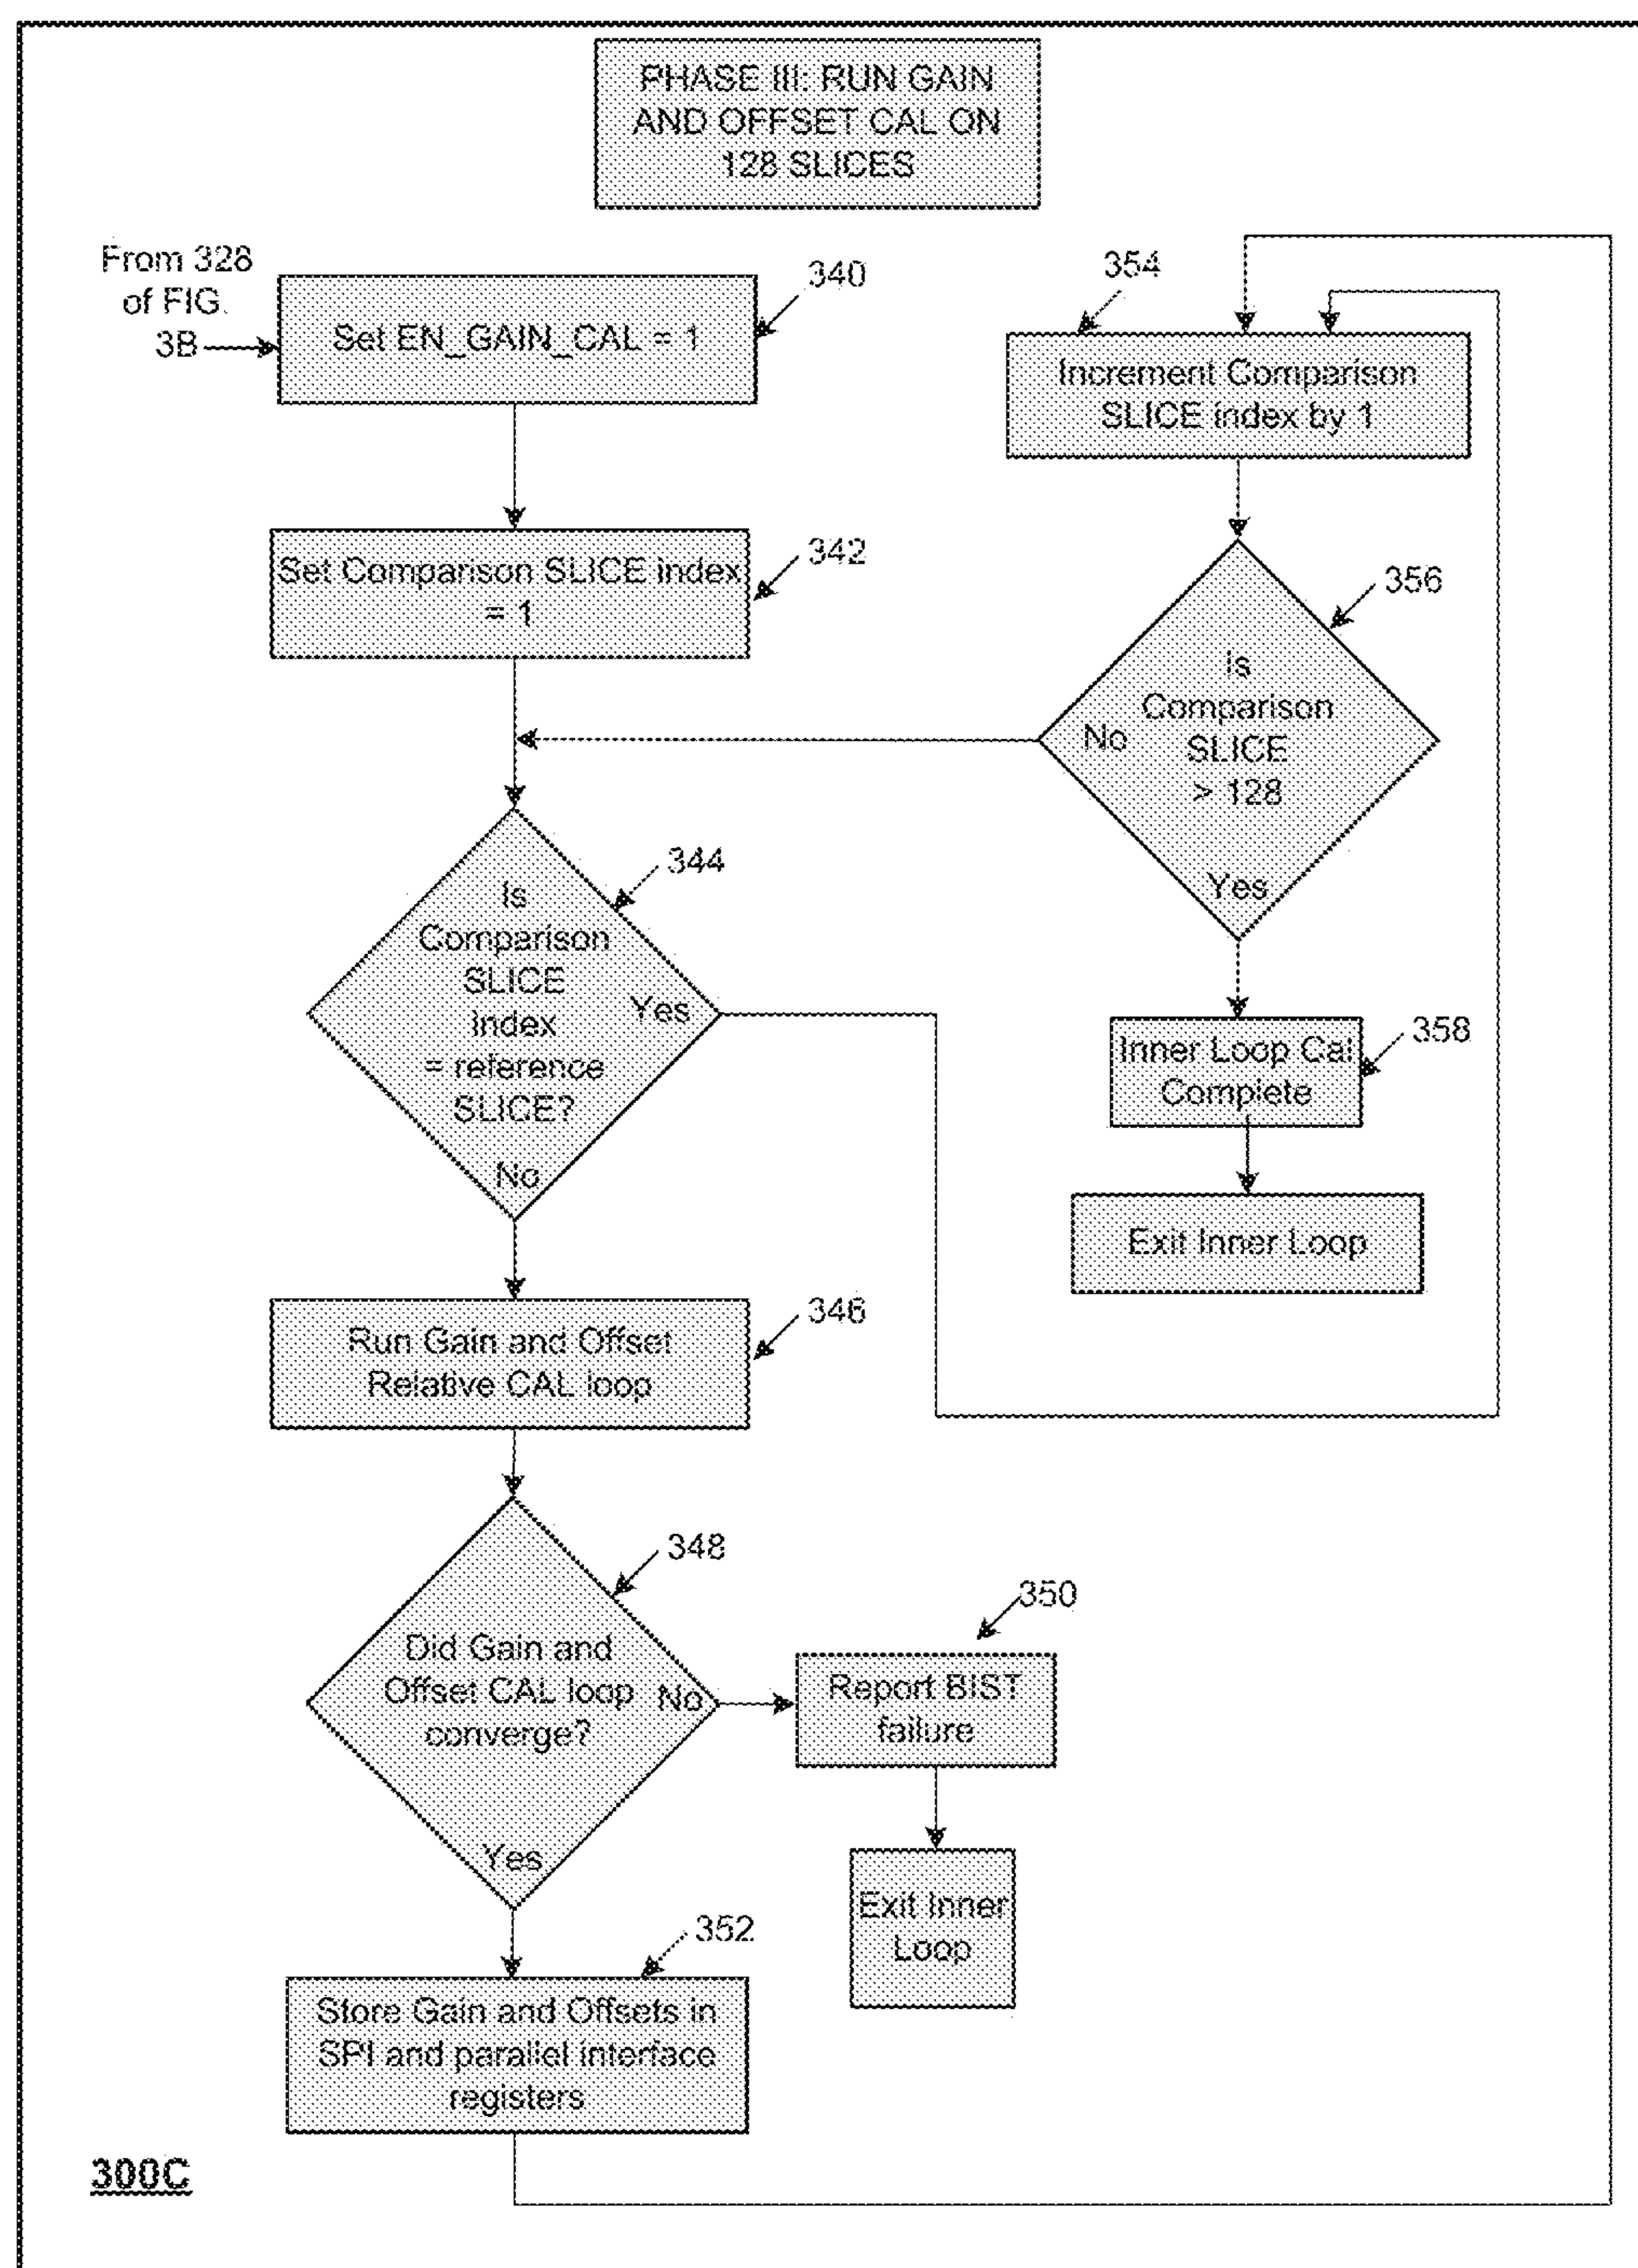 PHASE III: RUN GAIN
AND OFFSET CAL ON
128 SLICES
From 328
of FIG.
3B
Set EN_GAIN_CAL = 1
340
Set Comparison SLICE index
= 1
342
Is
Comparison
SLICE
index
= reference
SLICE?
Yes
No
344
Run Gain and Offset
Relative CAL loop
346
Did Gain and
Offset CAL loop
converge?
No
Yes
348
Report BIST
failure
350
Exit Inner
Loop
Store Gain and Offsets in
SPI and parallel interface
registers
352
354
Increment Comparison
SLICE index by 1
356
Is
Comparison
SLICE
> 128
No
Yes
Inner Loop Cal
Complete
358
Exit Inner Loop
300C